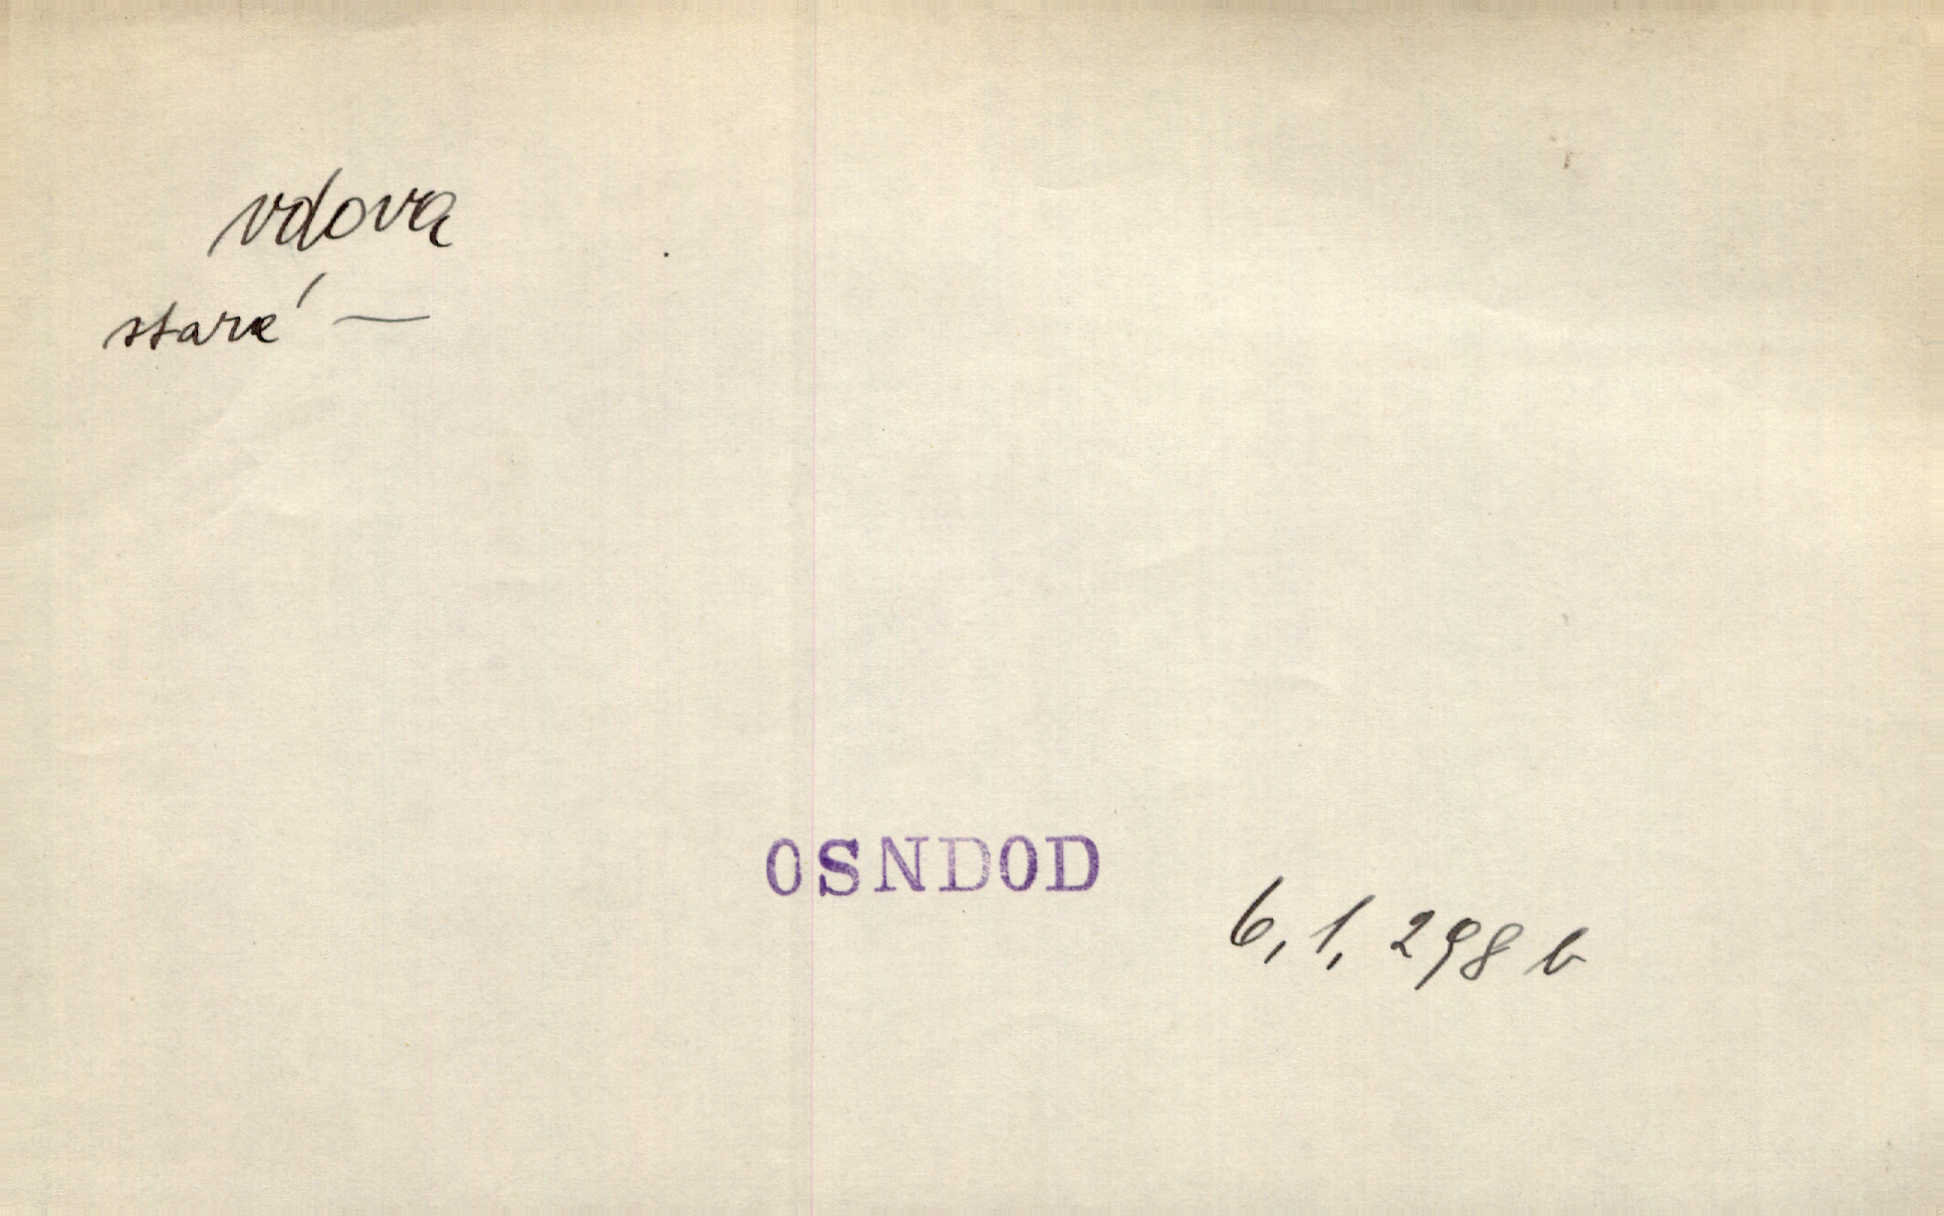 vdova
staré —
OSNDOD
6, 1, 298 b